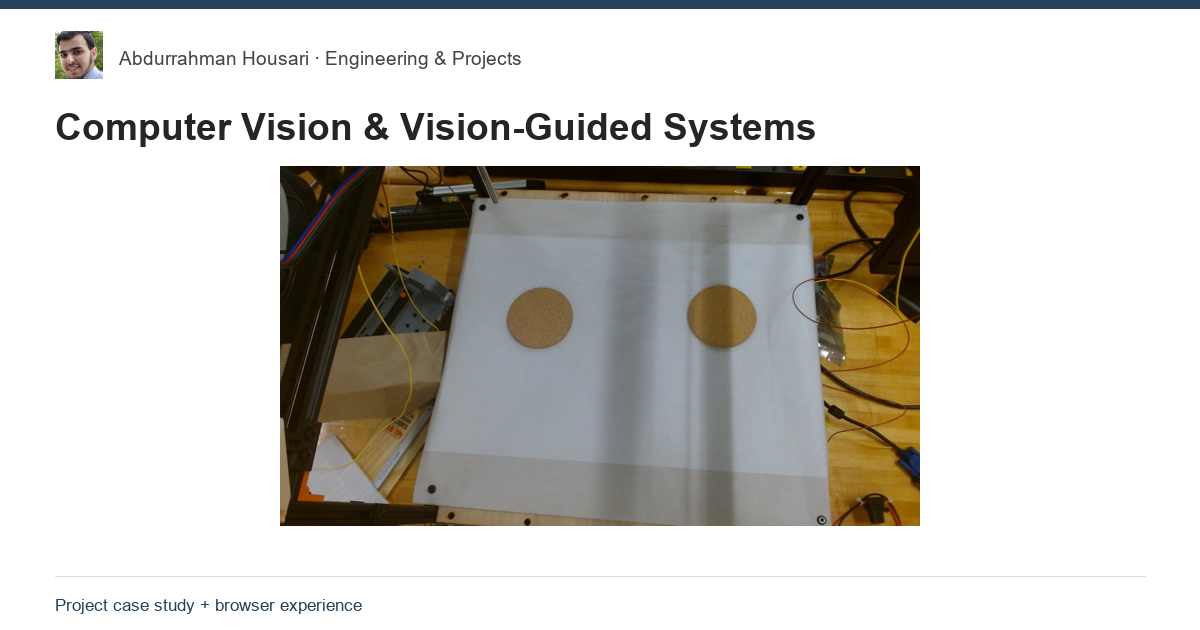 Abdurrahman Housari · Engineering & Projects
Computer Vision & Vision-Guided Systems
Project case study + browser experience